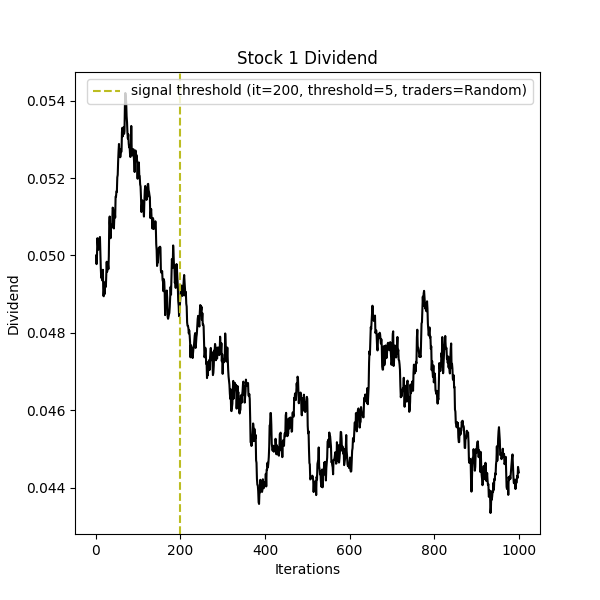 Stock 1 Dividend
signal threshold (it=200, threshold=5, traders=Random)
0.054
0.052
0.050
0.048
0.046
0.044
Dividend
0 200 400 600 800 1000
Iterations